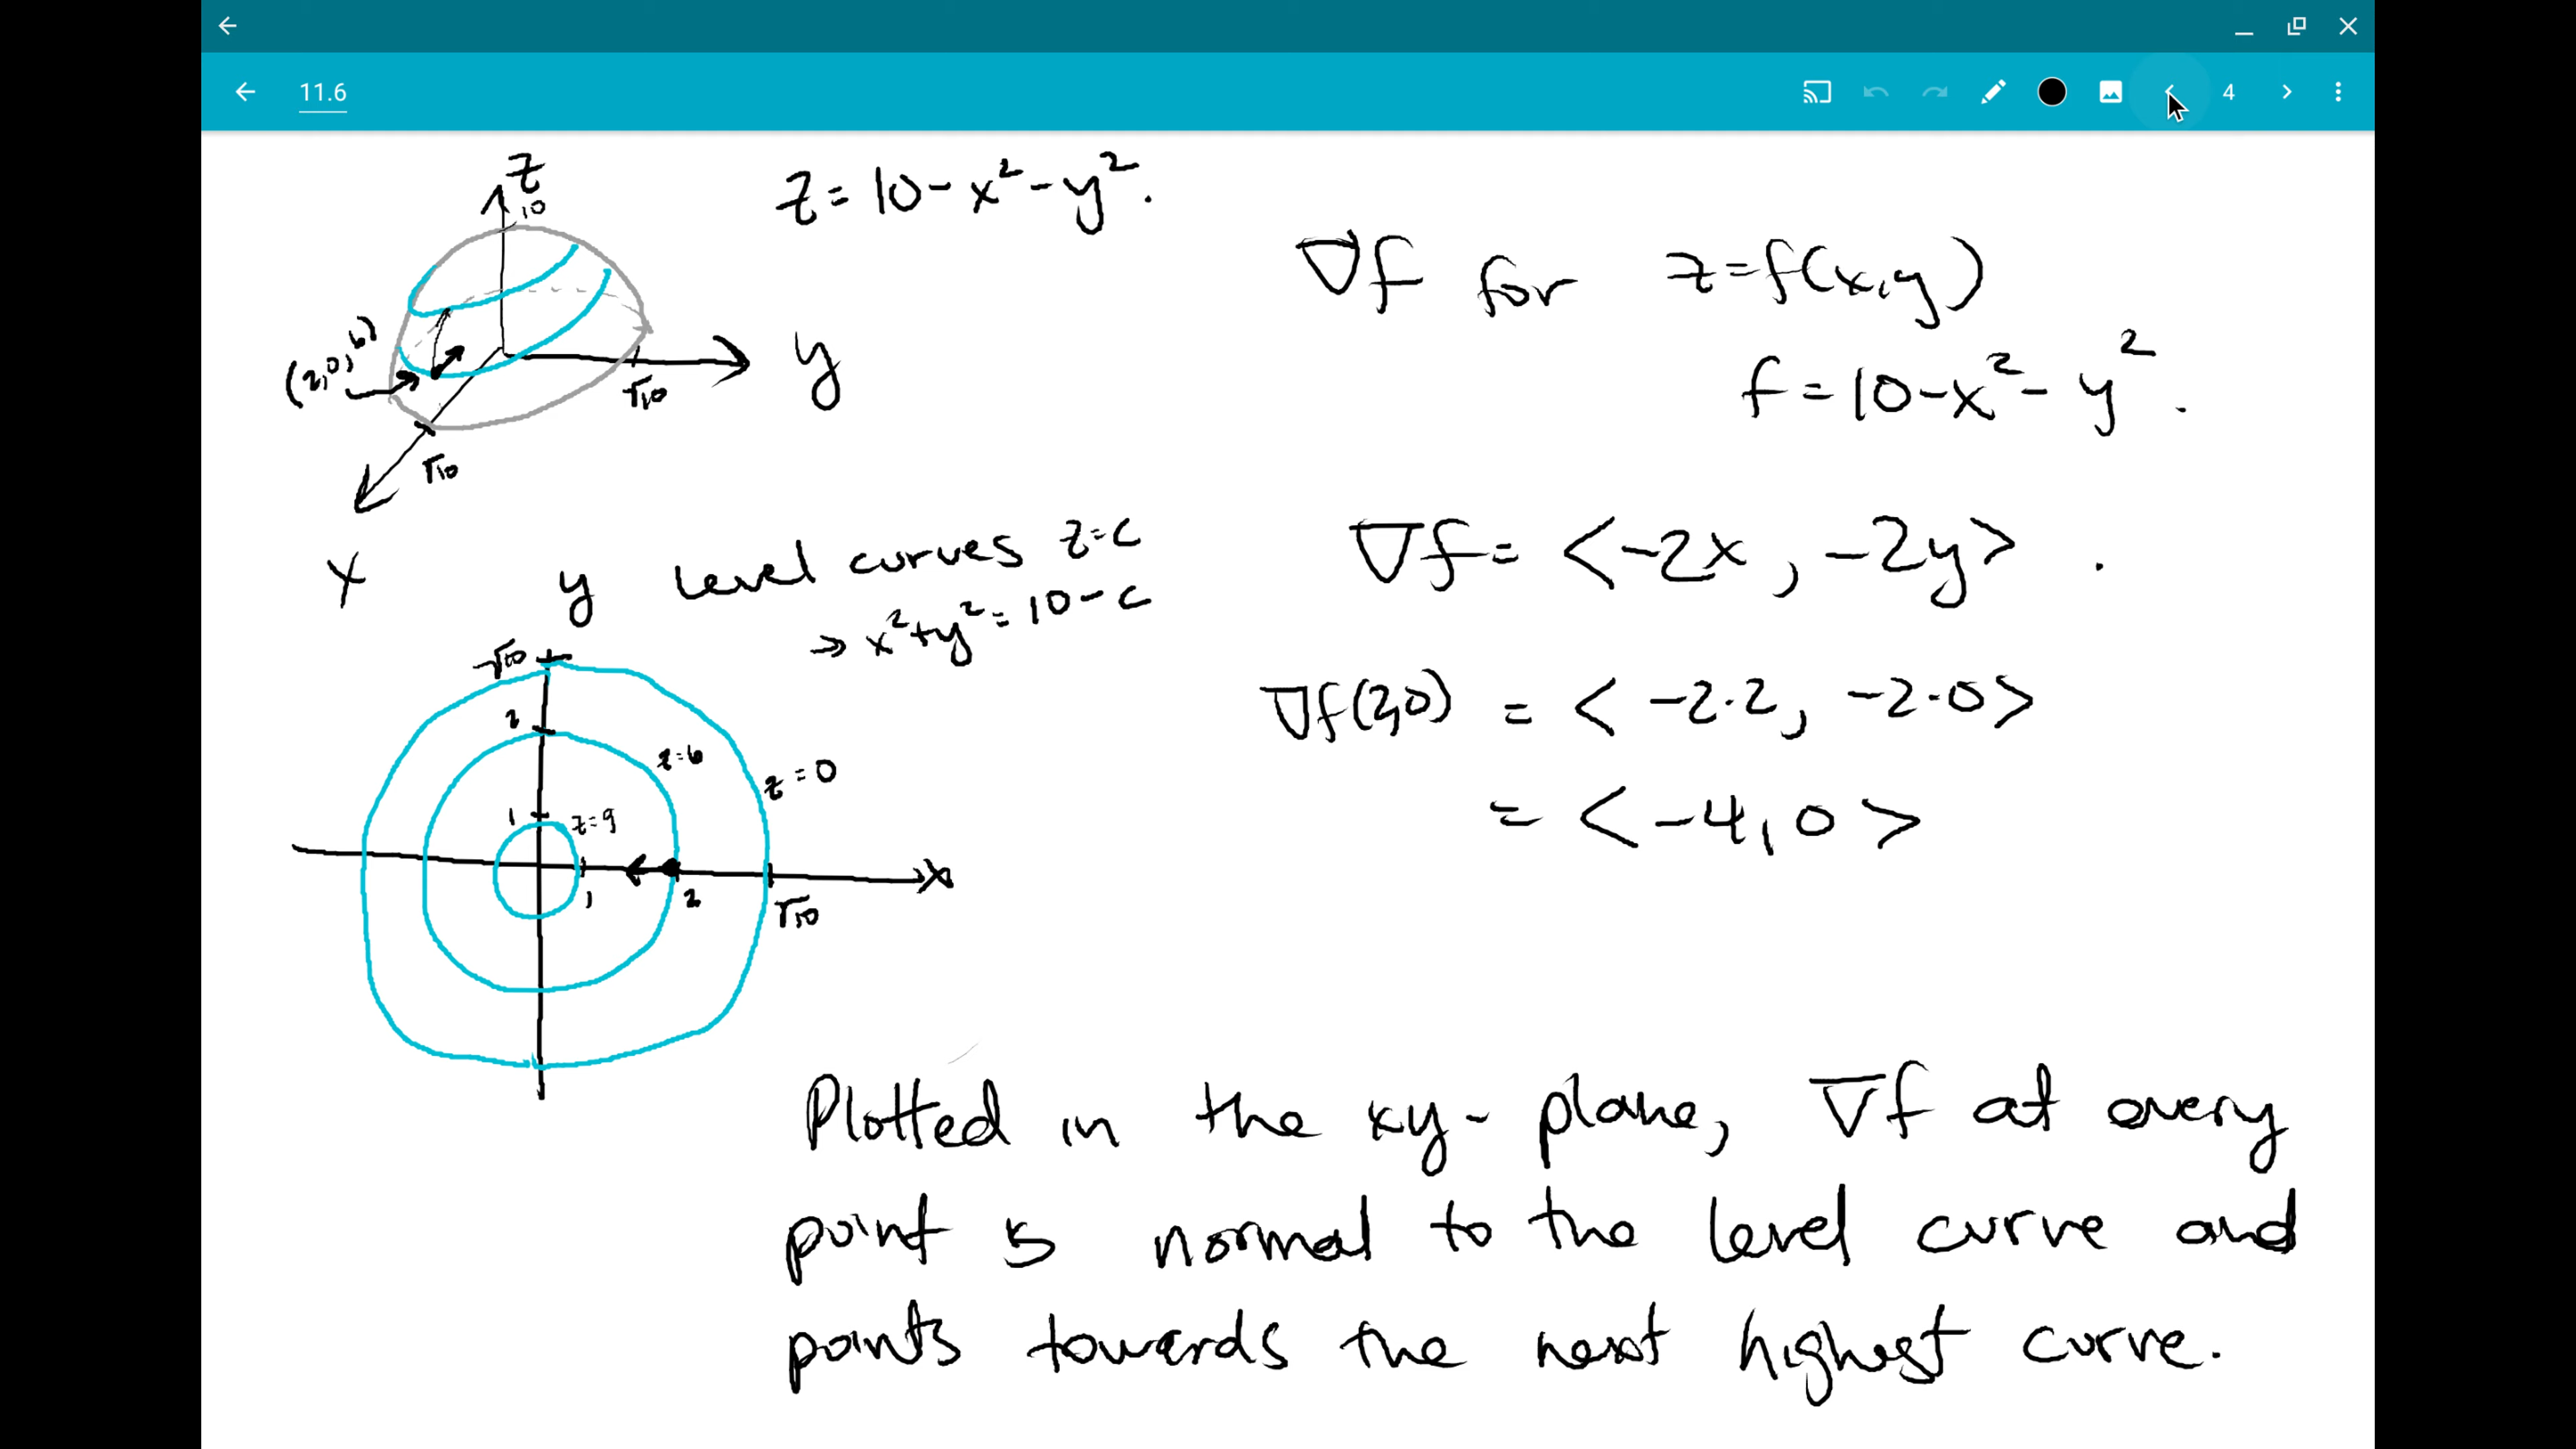 11.6
4
z
10
(2,0,6)
√10
y
√10
x
z=10-x²-y².
∇f for z=f(x,y)
f=10-x²-y².
∇f= <-2x, -2y>.
∇f(2,0) = < -2·2, -2·0>
= <-4, 0 >
y
level curves z=c
→ x²+y²=10-c
√10
2
z=6
z=0
1
z=9
x
1
2
√10
Plotted in the xy-plane, ∇f at every
point is normal to the level curve and
points towards the next highest curve.